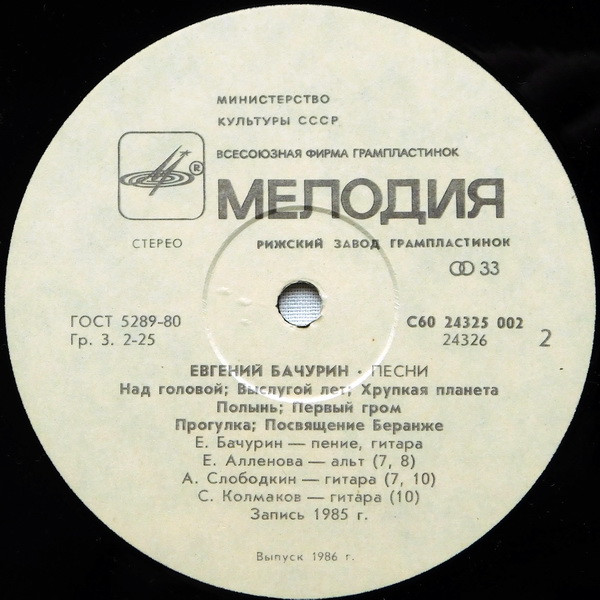 МИНИСТЕРСТВО
КУЛЬТУРЫ СССР
ВСЕСОЮЗНАЯ ФИРМА ГРАМПЛАСТИНОК
®
МЕЛОДИЯ
СТЕРЕО
РИЖСКИЙ ЗАВОД ГРАМПЛАСТИНОК
33
ГОСТ 5289-80
Гр. 3. 2-25
С60 24325 002
24326
2
ЕВГЕНИЙ БАЧУРИН · ПЕСНИ
Над головой; Выслугой лет; Хрупкая планета
Полынь; Первый гром
Прогулка; Посвящение Беранже
Е. Бачурин — пение, гитара
Е. Алленова — альт (7, 8)
А. Слободкин — гитара (7, 10)
С. Колмаков — гитара (10)
Запись 1985 г.
Выпуск 1986 г.